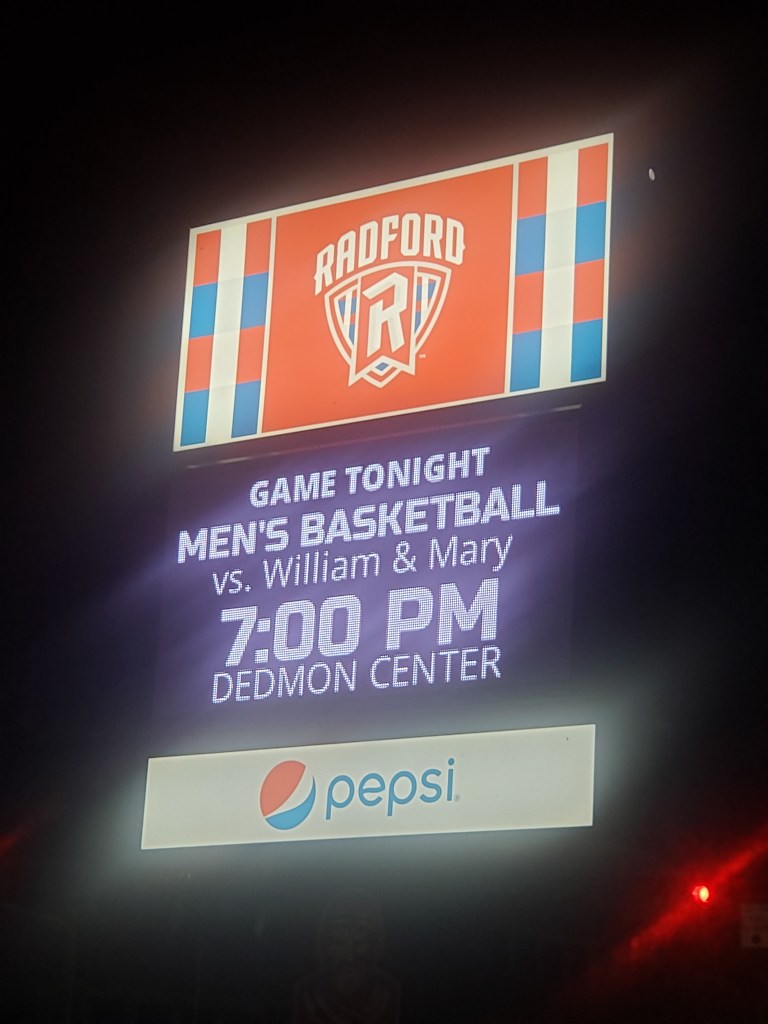 RADFORD
R
GAME TONIGHT
MEN'S BASKETBALL
vs. William & Mary
7:00 PM
DEDMON CENTER
pepsi